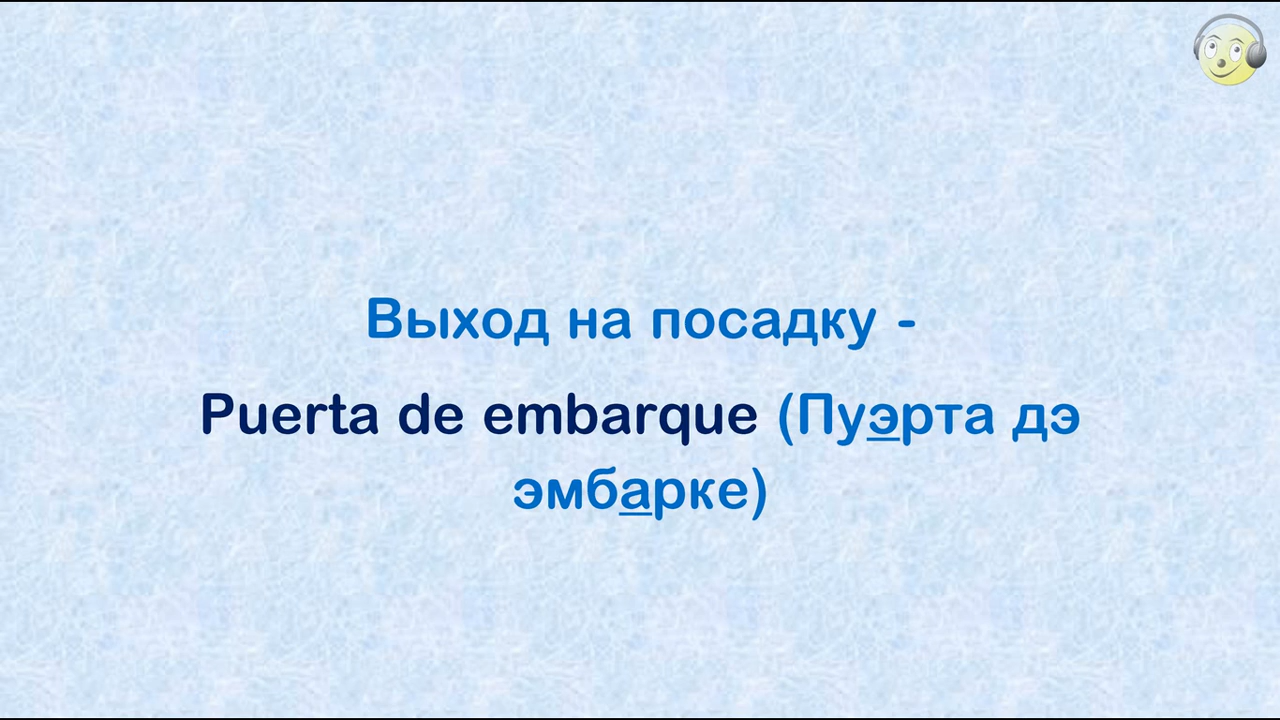 Выход на посадку -
Puerta de embarque (Пуэрта дэ
эмбарке)